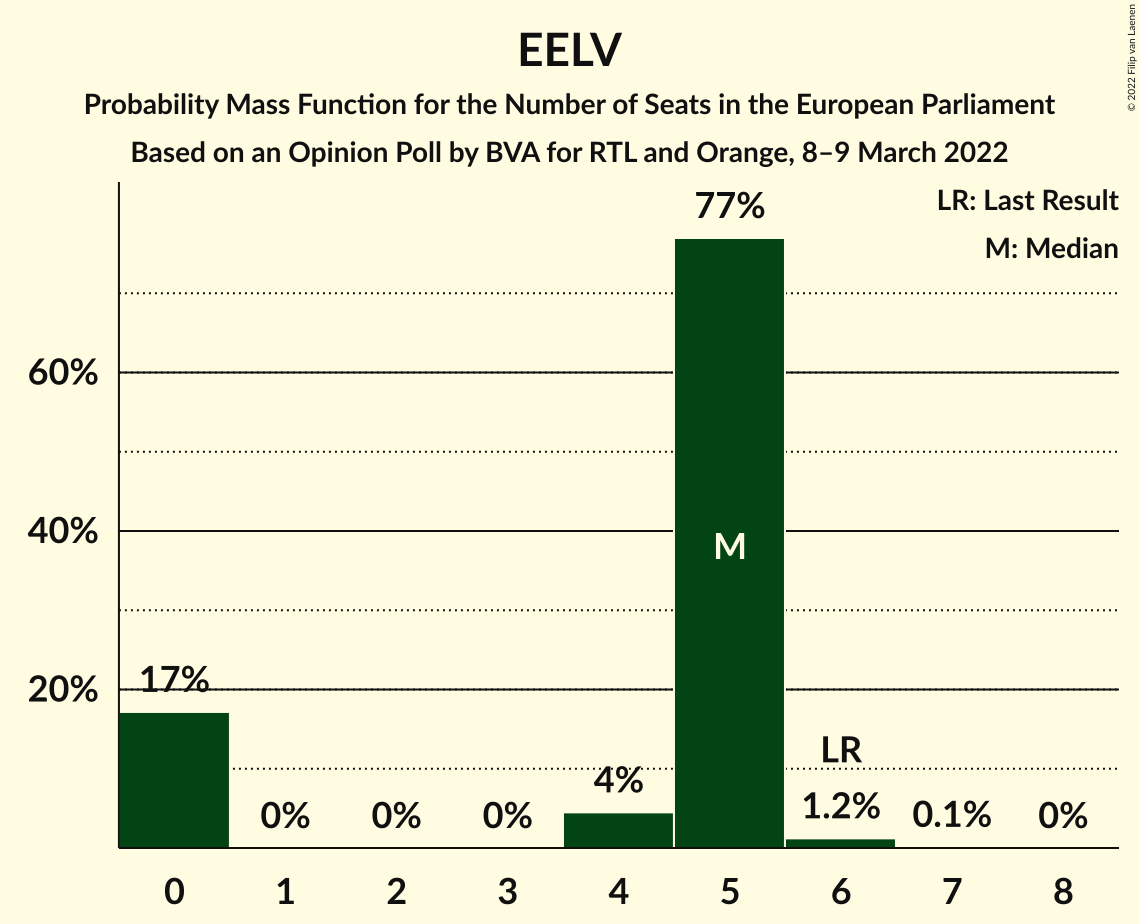 EELV
Probability Mass Function for the Number of Seats in the European Parliament
Based on an Opinion Poll by BVA for RTL and Orange, 8–9 March 2022
© 2022 Filip van Laenen
LR: Last Result
M: Median
77%
60%
40%
M
17%
20%
LR
4%
0%
0%
0%
1.2%
0.1%
0%
0
1
2
3
4
5
6
7
8